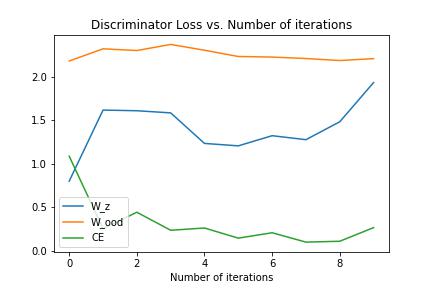 Discriminator Loss vs. Number of iterations
2.0
1.5
1.0
0.5
0.0
W_z
W_ood
CE
0 2 4 6 8
Number of iterations